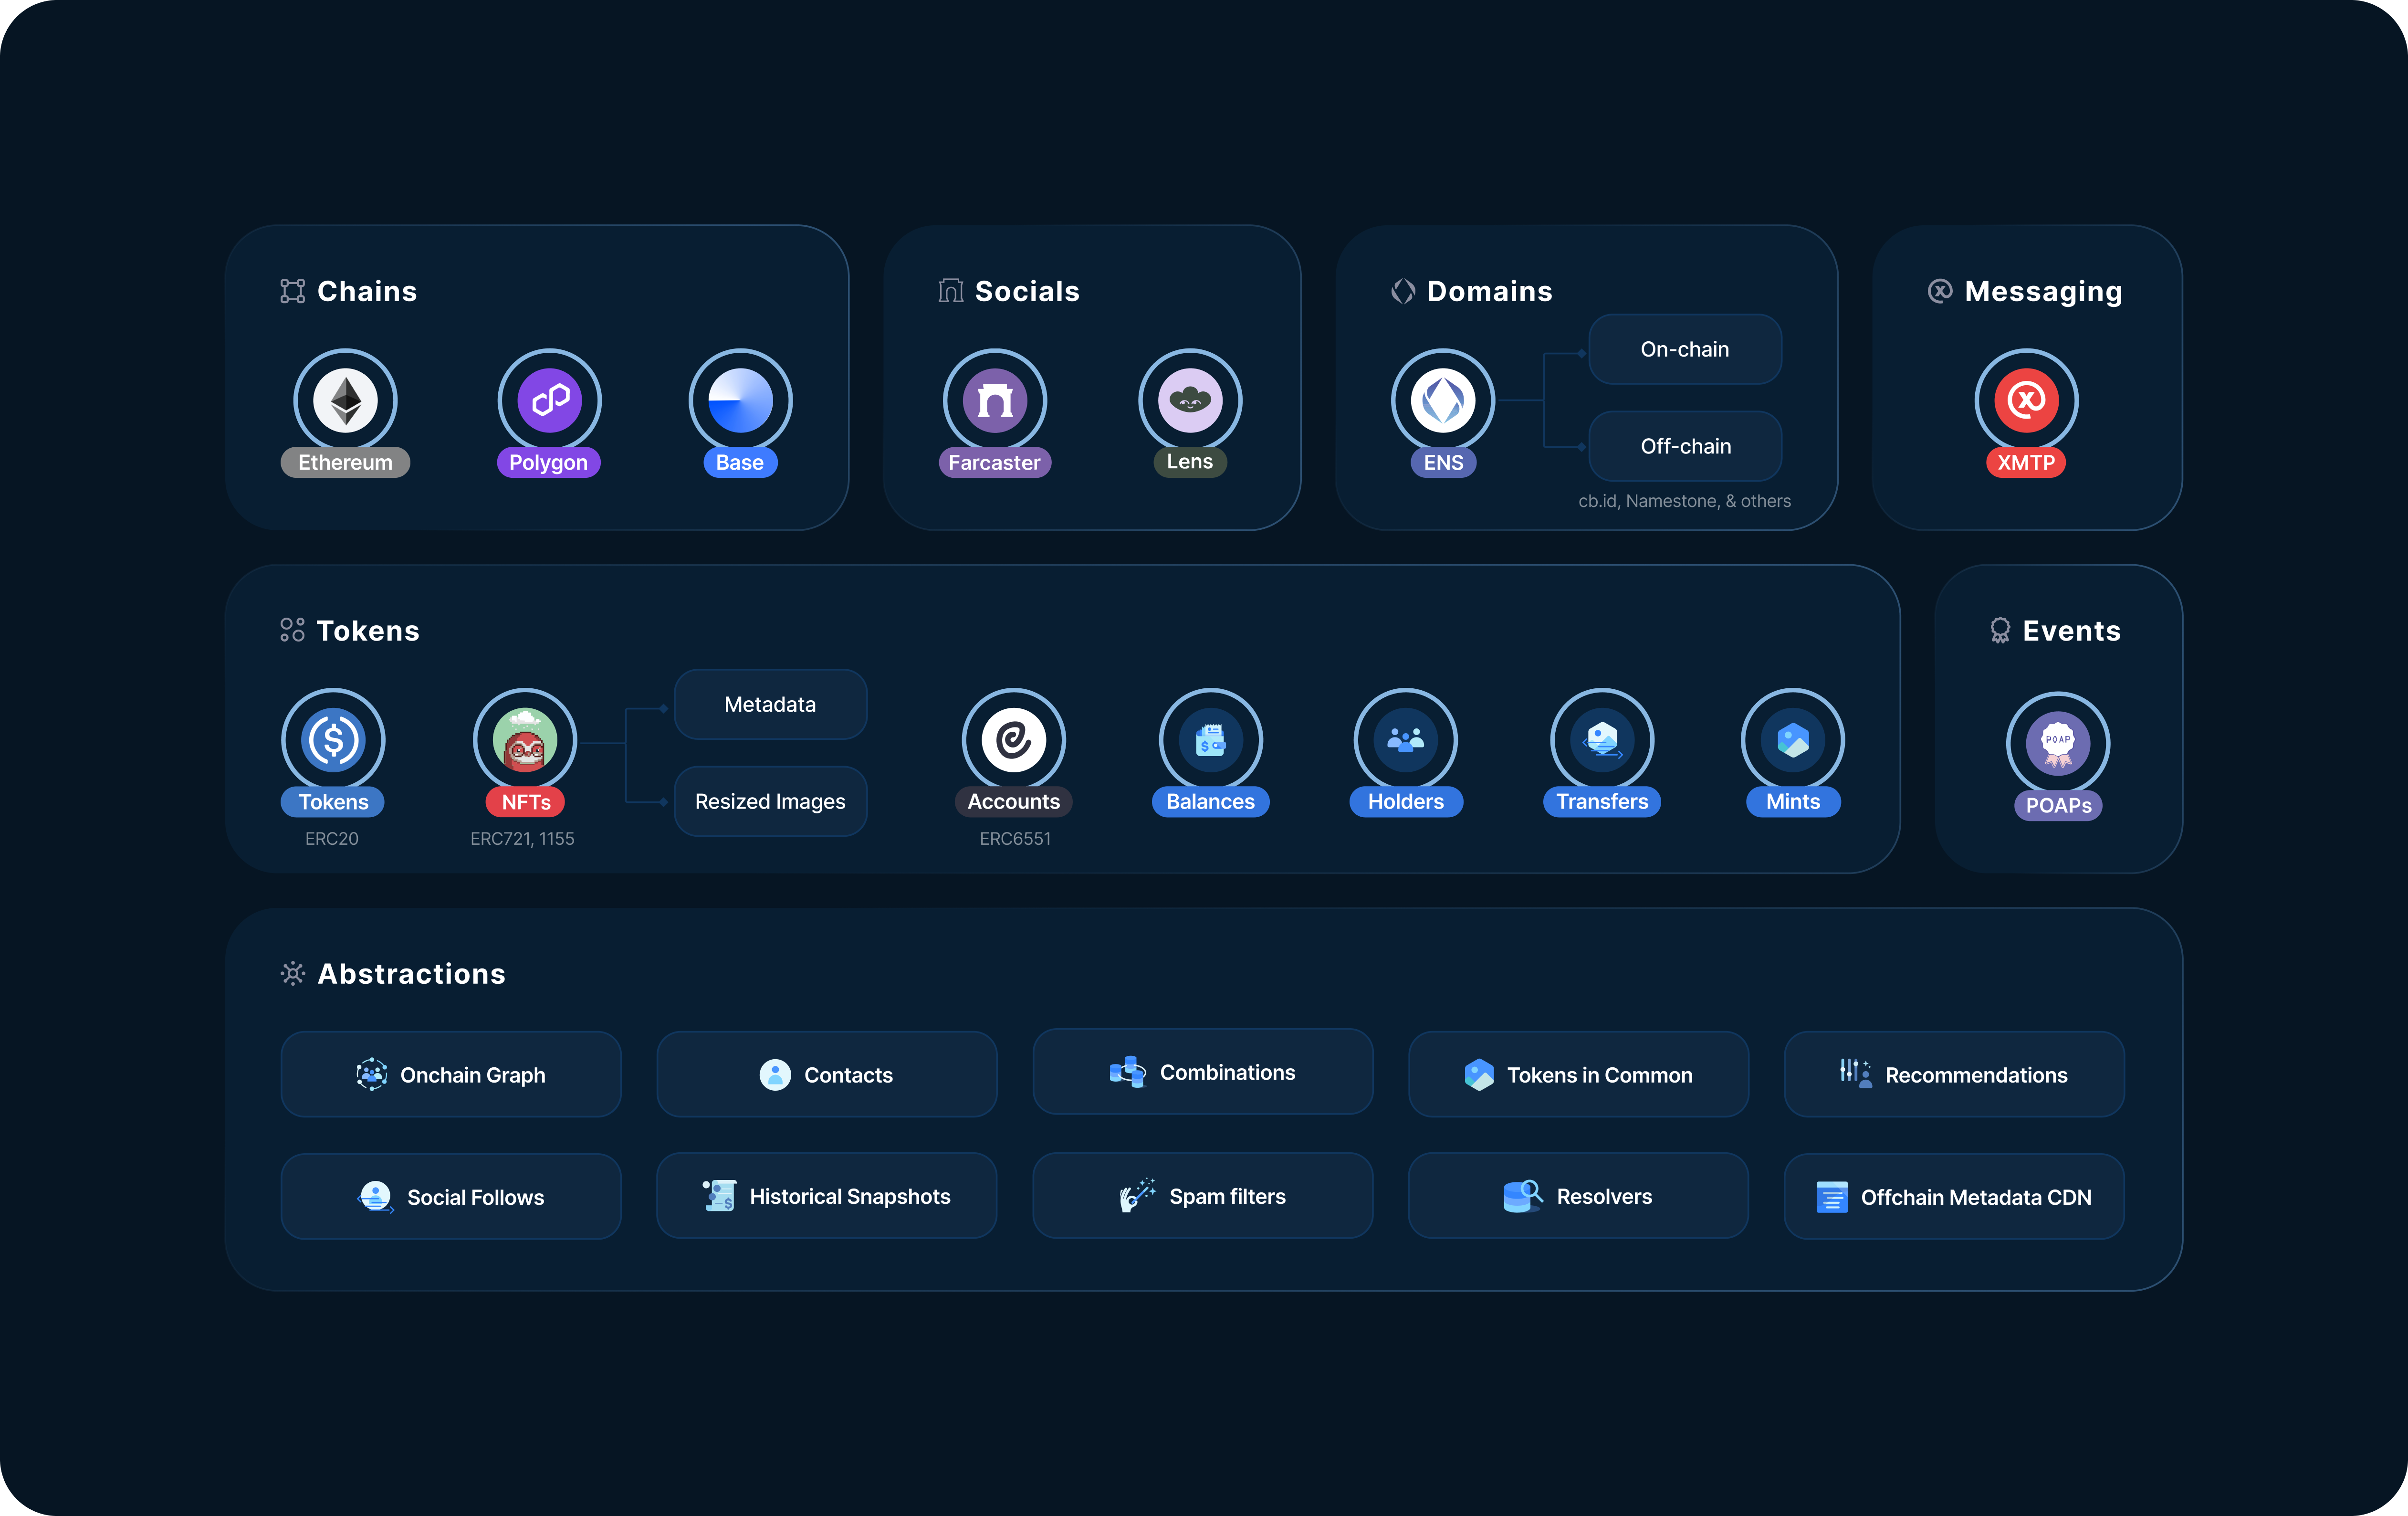 Chains
Ethereum
Polygon
Base
Socials
Farcaster
Lens
Domains
ENS
On-chain
Off-chain
cb.id, Namestone, & others
Messaging
XMTP
Tokens
Tokens
ERC20
NFTs
ERC721, 1155
Metadata
Resized Images
Accounts
ERC6551
Balances
Holders
Transfers
Mints
Events
POAP
POAPs
Abstractions
Onchain Graph
Contacts
Combinations
Tokens in Common
Recommendations
Social Follows
Historical Snapshots
Spam filters
Resolvers
Offchain Metadata CDN